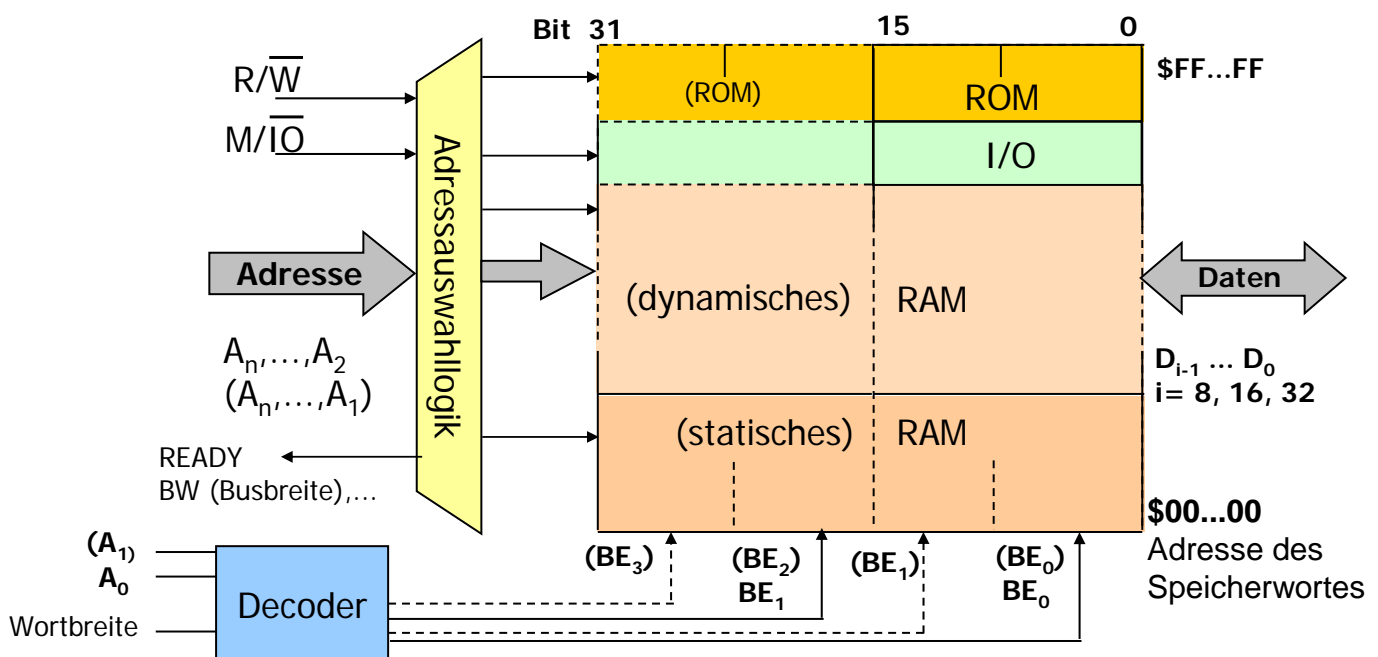 Bit 31 15 0
$FF...FF
R/W̅
M/I̅O̅
Adressauswahllogik
(ROM) ROM
I/O
Adresse
Daten
(dynamisches) RAM
Aₙ,...,A₂
(Aₙ,...,A₁)
D_{i-1} ... D₀
i= 8, 16, 32
(statisches) RAM
READY
BW (Busbreite),...
$00...00
Adresse des
Speicherwortes
(A₁)
A₀
Wortbreite
Decoder
(BE₃) (BE₂) (BE₁) (BE₀)
BE₁ BE₀